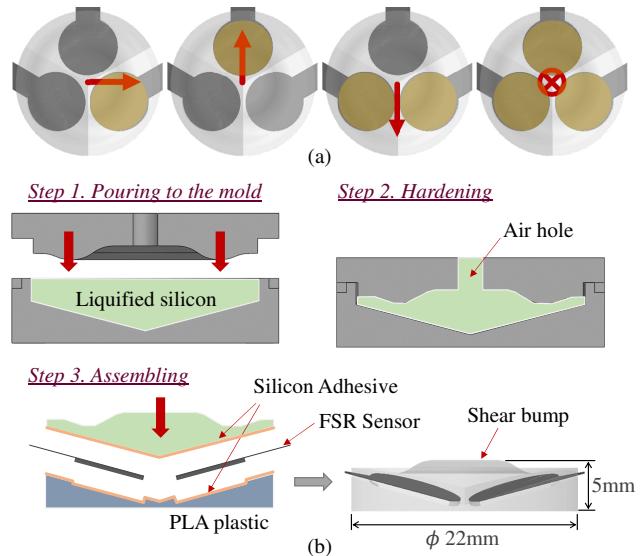 (a)
Step 1. Pouring to the mold
Step 2. Hardening
Air hole
Liquified silicon
Step 3. Assembling
Silicon Adhesive
FSR Sensor
Shear bump
5mm
PLA plastic
ϕ 22mm
(b)